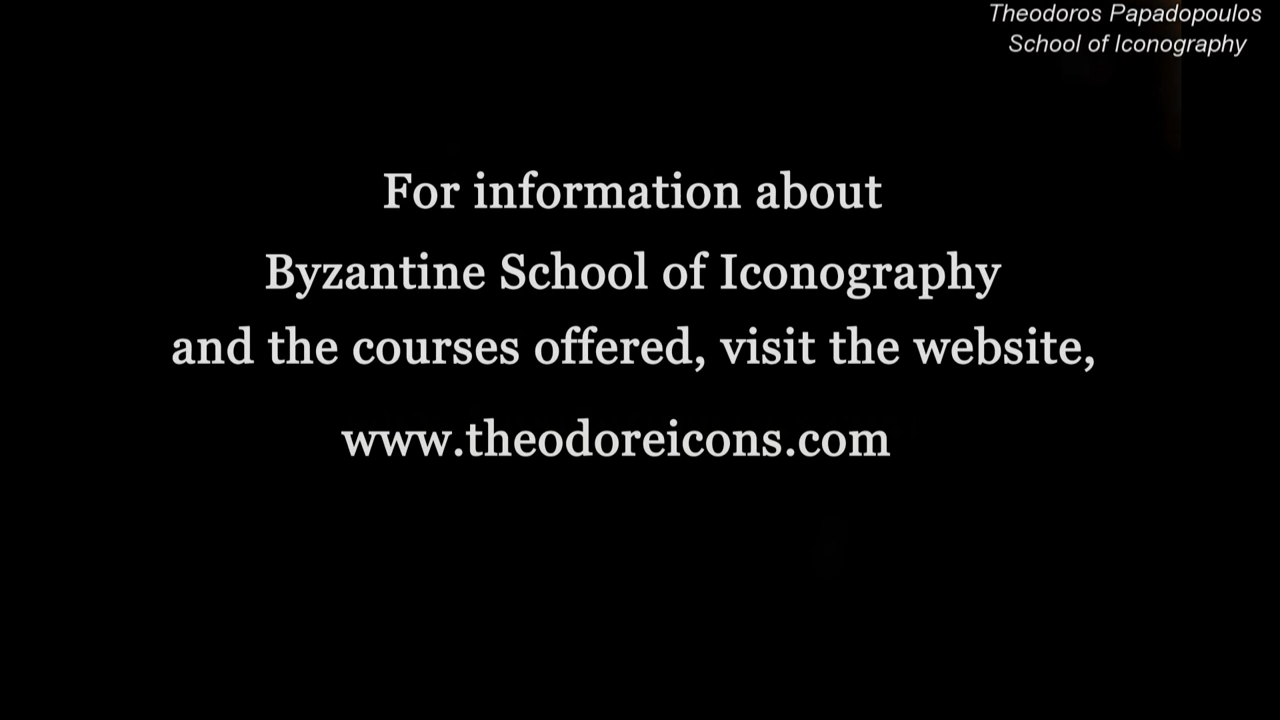 Theodoros Papadopoulos
School of Iconography
For information about
Byzantine School of Iconography
and the courses offered, visit the website,
www.theodoreicons.com